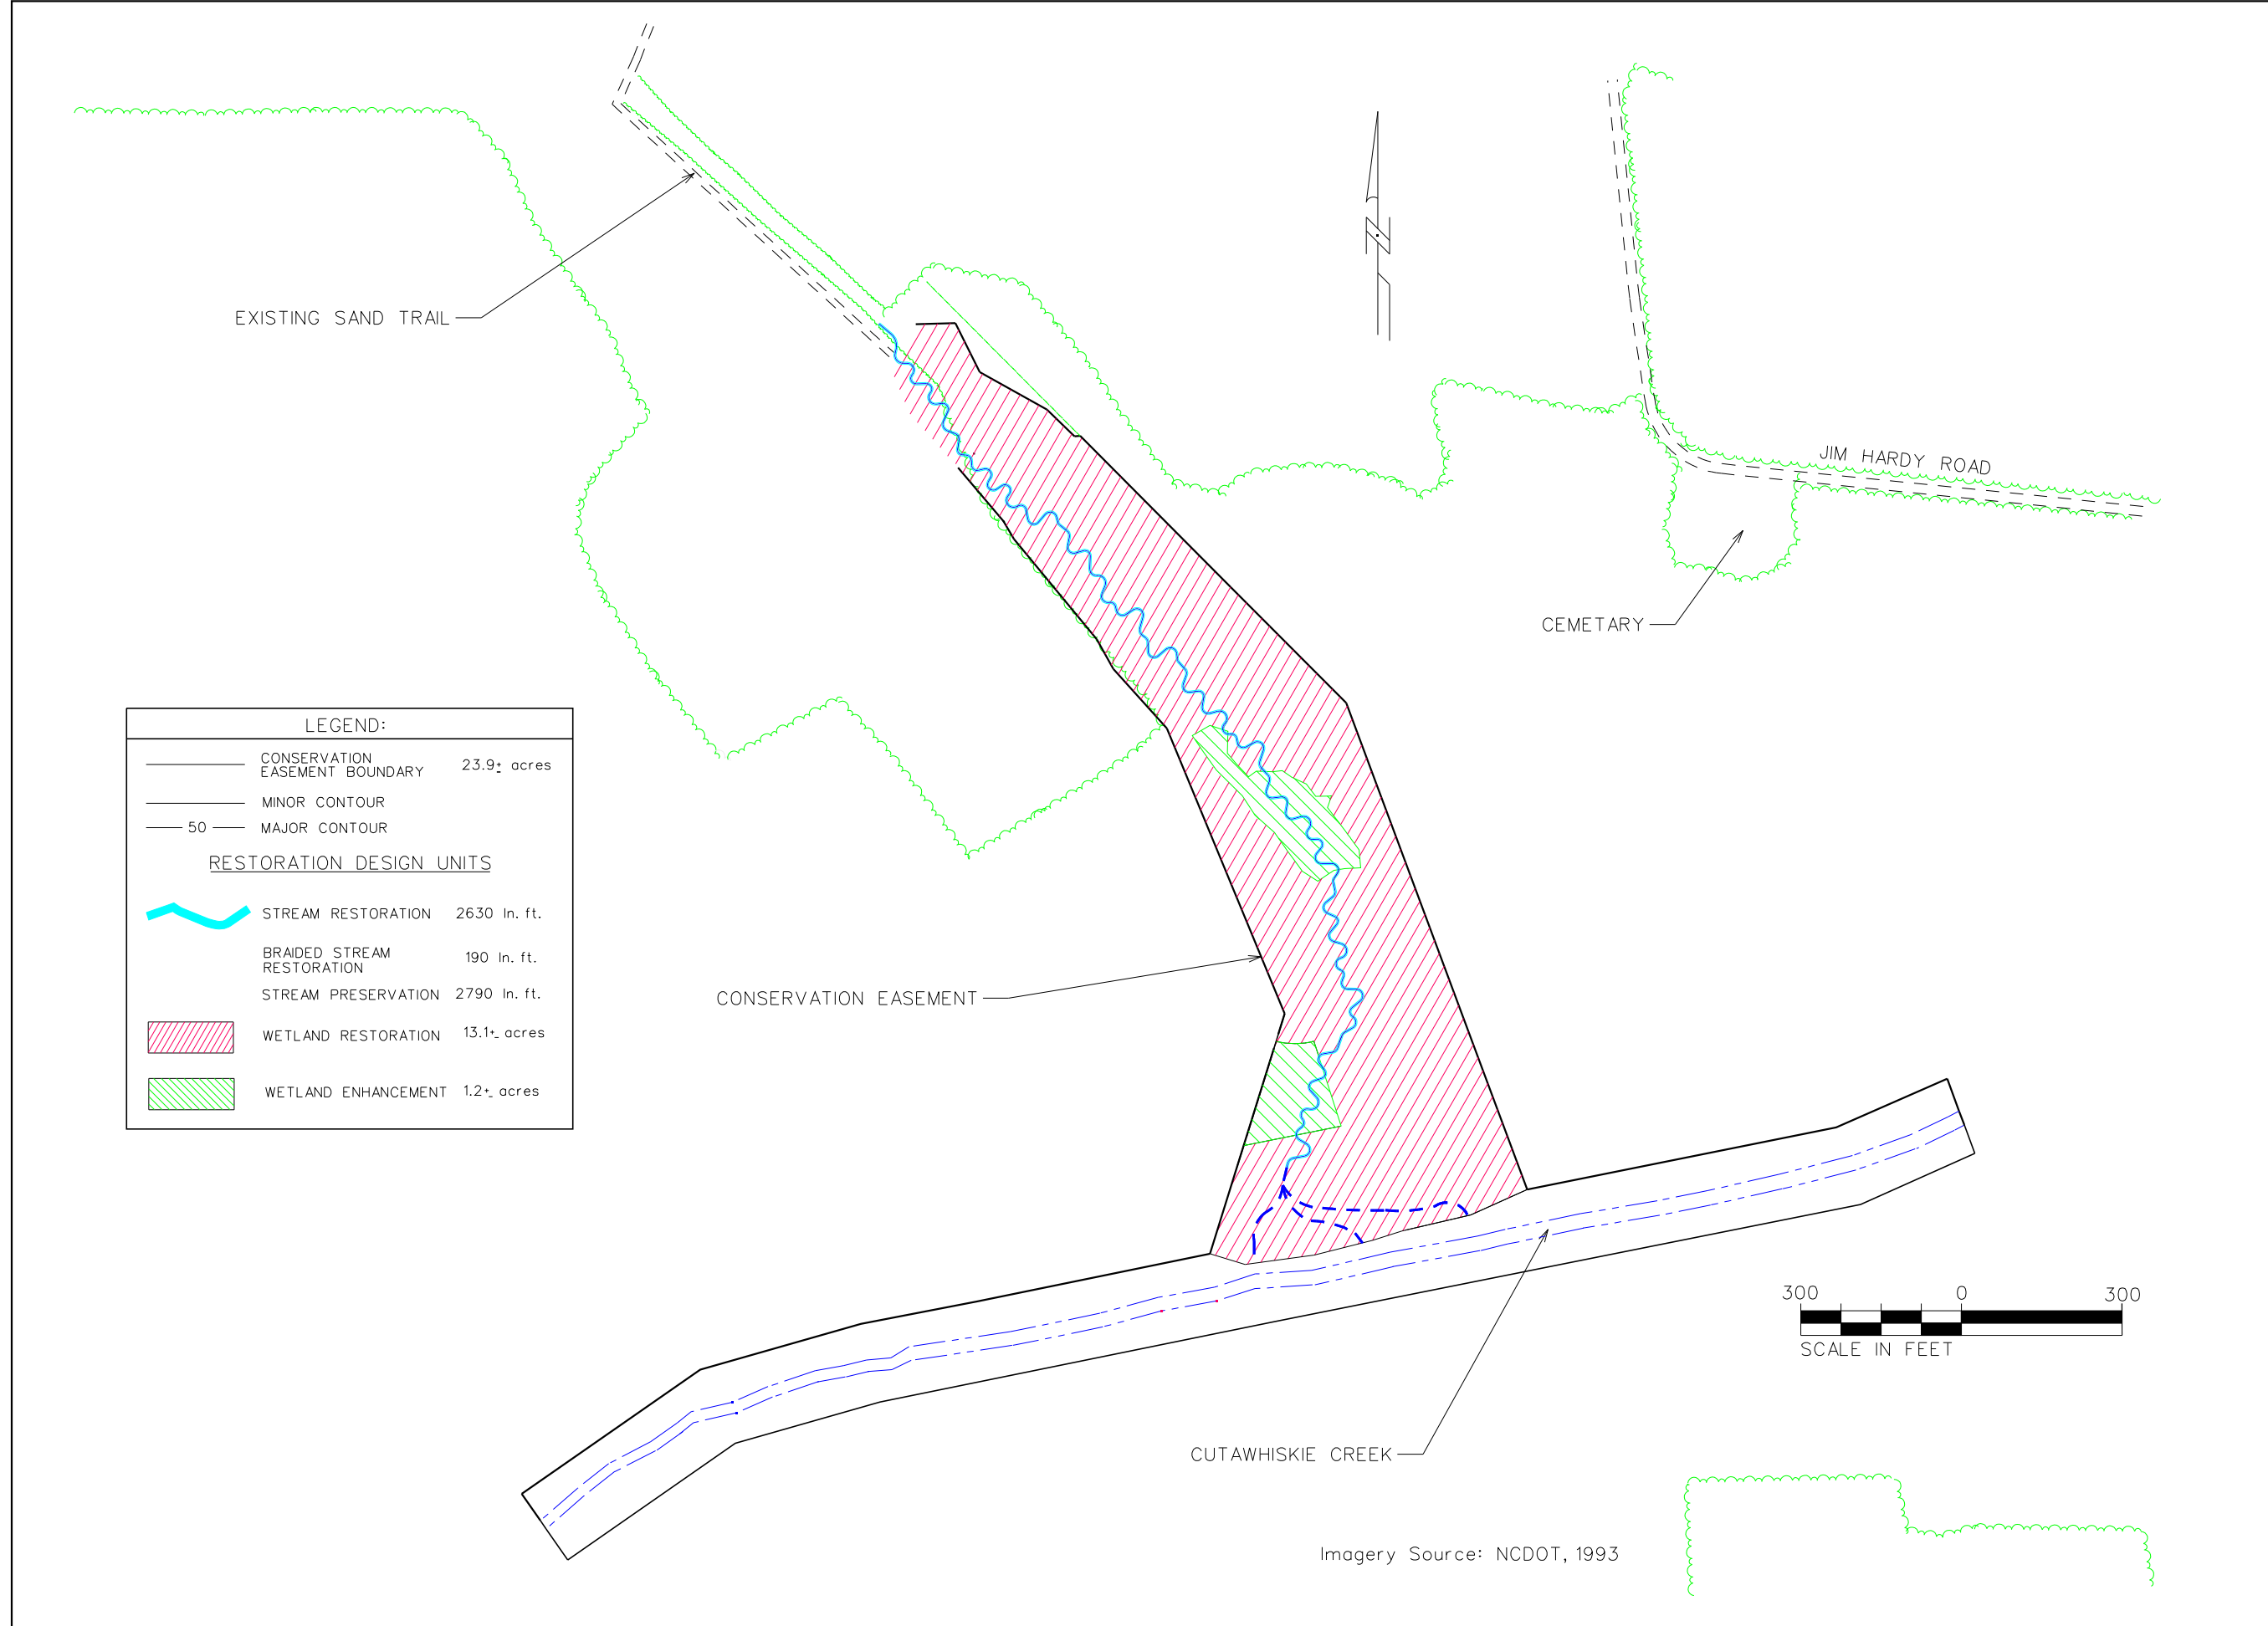 EXISTING SAND TRAIL
N
JIM HARDY ROAD
CEMETARY
LEGEND:
CONSERVATION
EASEMENT BOUNDARY 23.9± acres
MINOR CONTOUR
50 MAJOR CONTOUR
RESTORATION DESIGN UNITS
STREAM RESTORATION 2630 ln. ft.
BRAIDED STREAM
RESTORATION 190 ln. ft.
STREAM PRESERVATION 2790 ln. ft.
WETLAND RESTORATION 13.1± acres
WETLAND ENHANCEMENT 1.2± acres
CONSERVATION EASEMENT
300 0 300
SCALE IN FEET
CUTAWHISKIE CREEK
Imagery Source: NCDOT, 1993